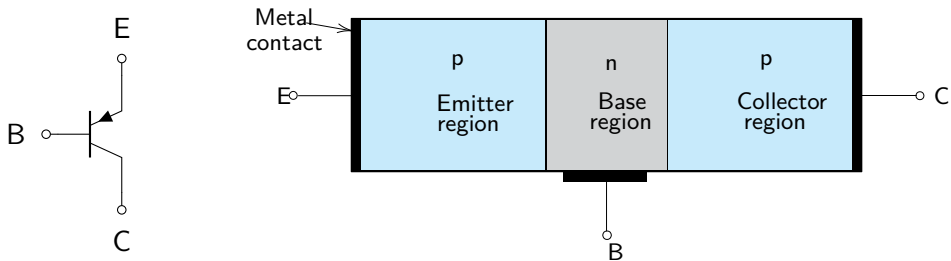 E
B
C
Metal
contact
E
p
Emitter
region
n
Base
region
p
Collector
region
C
B